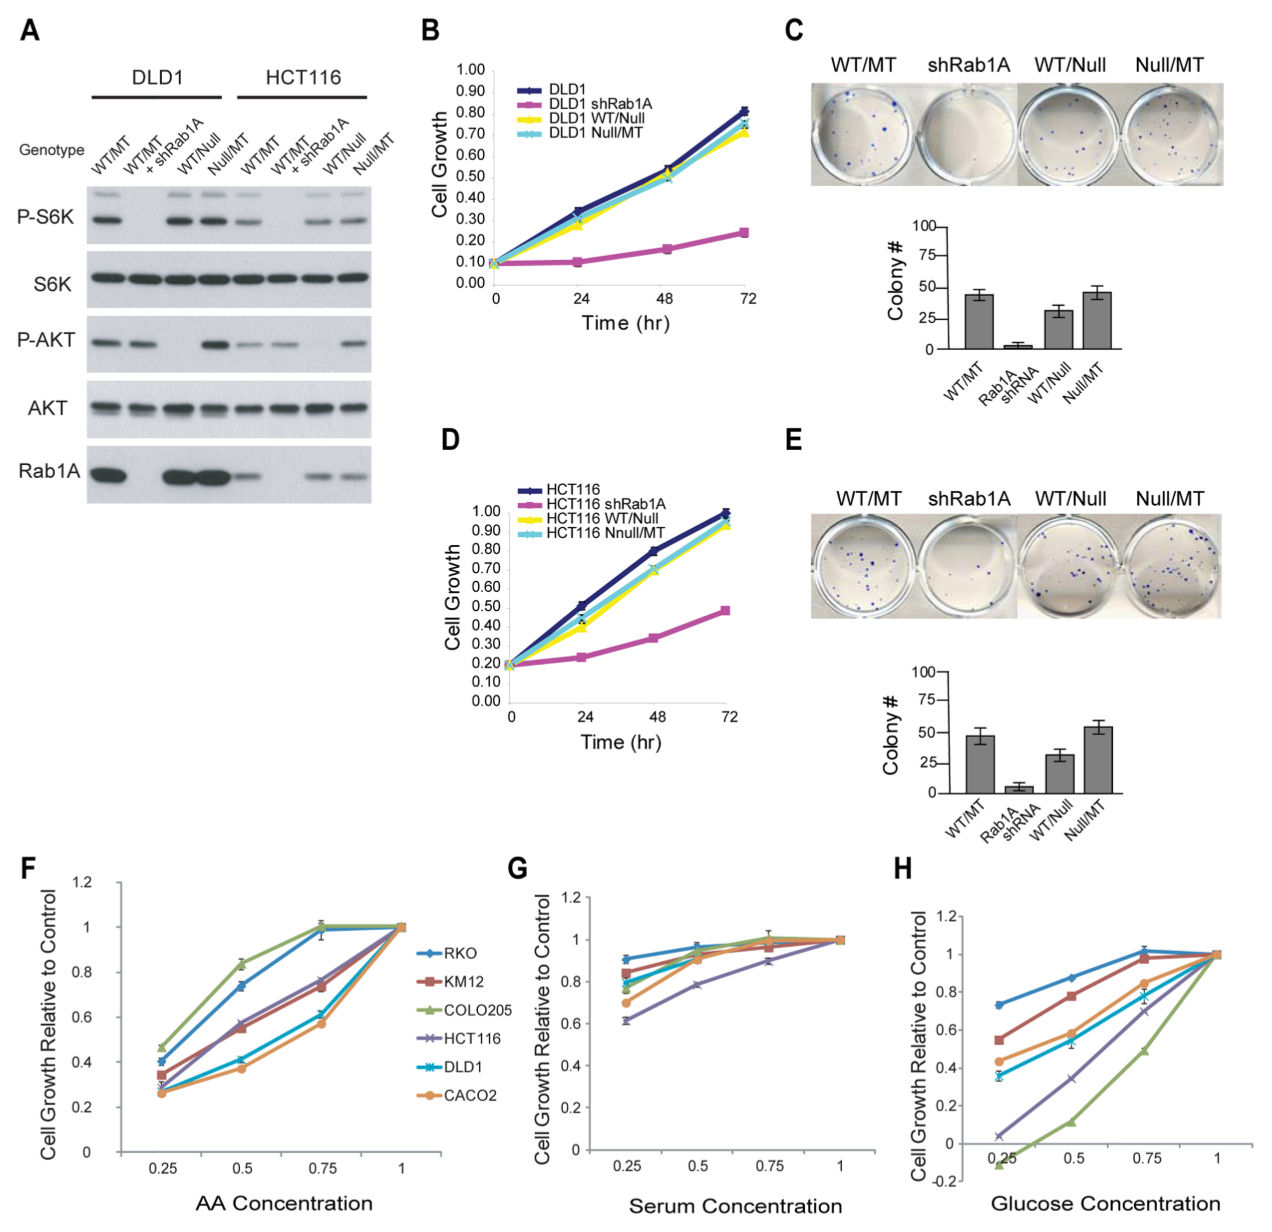 A
DLD1 HCT116
Genotype WT/MT WT/MT + shRab1A WT/Null Null/MT WT/MT WT/MT + shRab1A WT/Null Null/MT
P-S6K
S6K
P-AKT
AKT
Rab1A
B
DLD1
DLD1 shRab1A
DLD1 WT/Null
DLD1 Null/MT
Cell Growth
1.00
0.90
0.80
0.70
0.60
0.50
0.40
0.30
0.20
0.10
0.00
0 24 48 72
Time (hr)
C
WT/MT shRab1A WT/Null Null/MT
Colony #
100
75
50
25
0
WT/MT Rab1A shRNA WT/Null Null/MT
D
HCT116
HCT116 shRab1A
HCT116 WT/Null
HCT116 Nnull/MT
Cell Growth
1.00
0.90
0.80
0.70
0.60
0.50
0.40
0.30
0.20
0.10
0.00
0 24 48 72
Time (hr)
E
WT/MT shRab1A WT/Null Null/MT
Colony #
100
75
50
25
0
WT/MT Rab1A shRNA WT/Null Null/MT
F
Cell Growth Relative to Control
1.2
1
0.8
0.6
0.4
0.2
0
0.25 0.5 0.75 1
AA Concentration
RKO
KM12
COLO205
HCT116
DLD1
CACO2
G
Cell Growth Relative to Control
1.2
1
0.8
0.6
0.4
0.2
0
0.25 0.5 0.75 1
Serum Concentration
H
Cell Growth Relative to Control
1.2
1
0.8
0.6
0.4
0.2
0
-0.2
0.25 0.5 0.75 1
Glucose Concentration